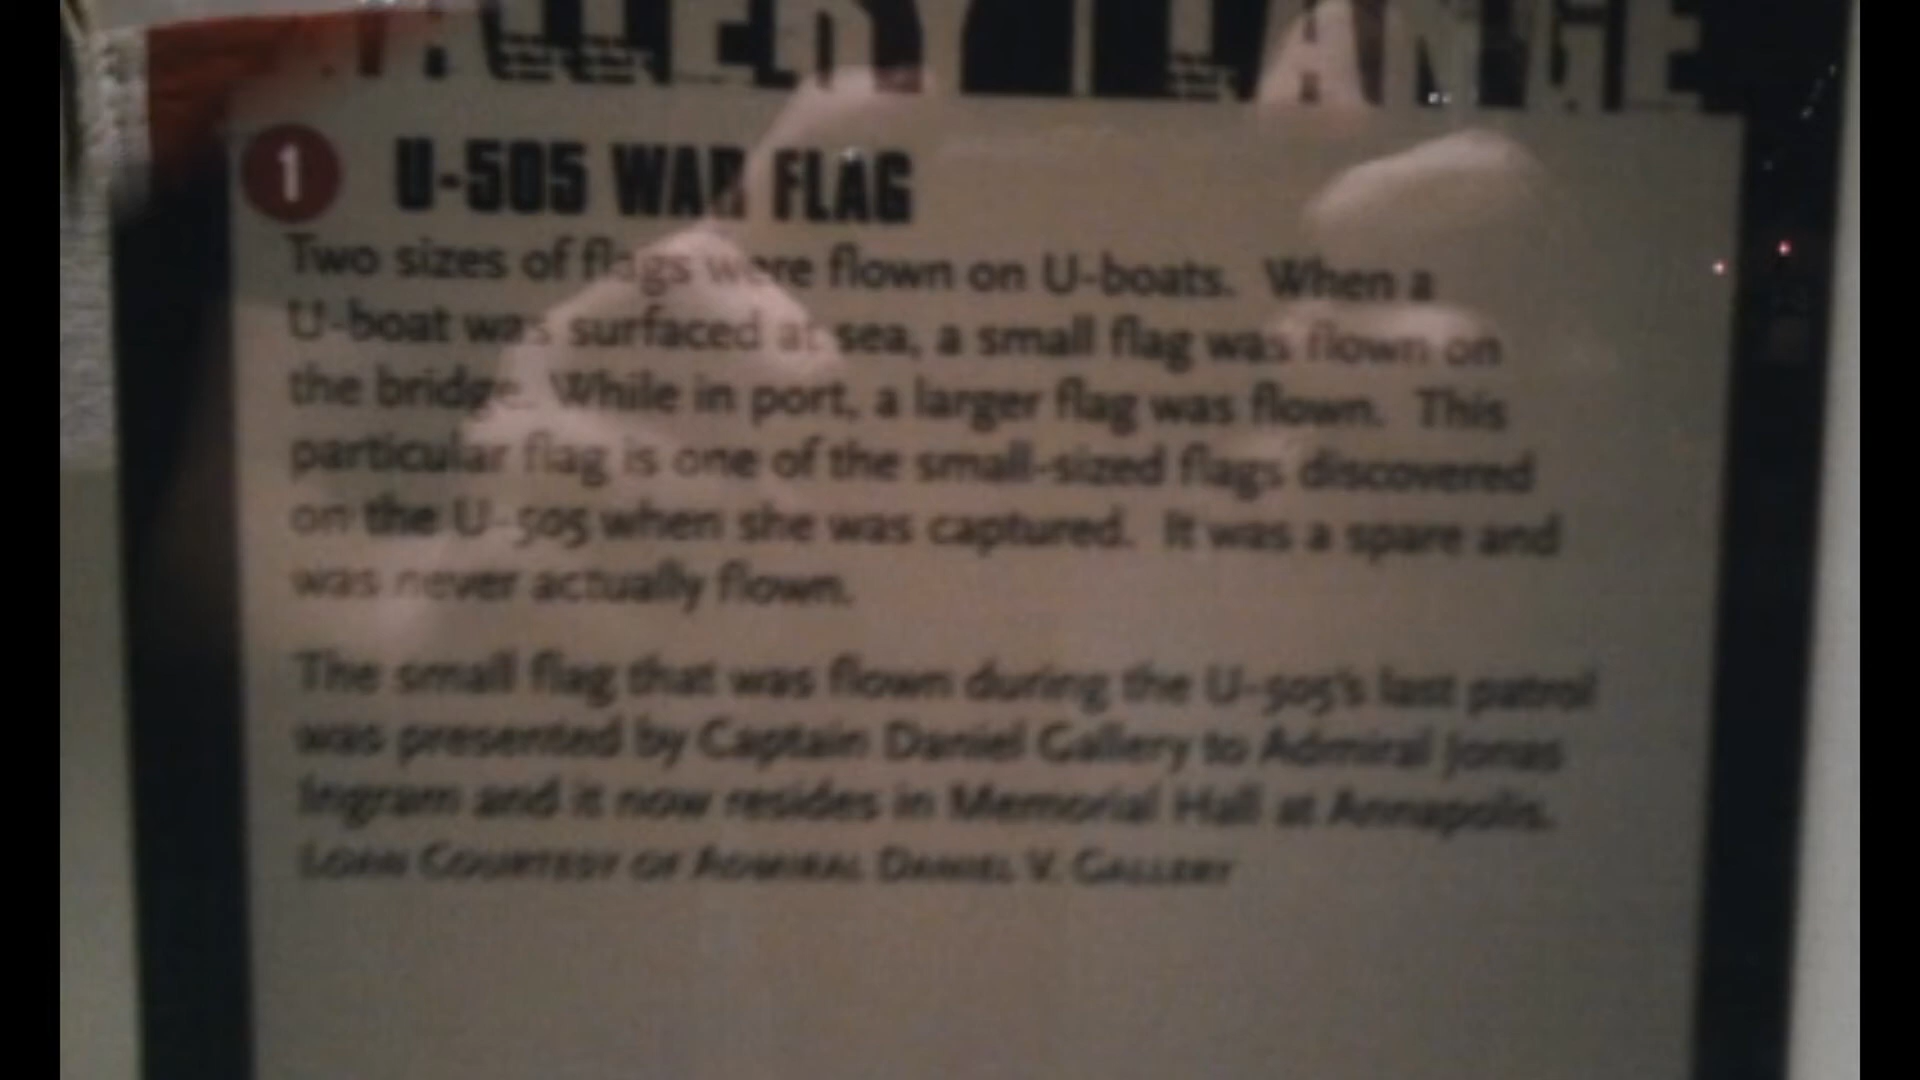 1 U-505 WAR FLAG
Two sizes of flags were flown on U-boats. When a
U-boat was surfaced at sea, a small flag was flown on
the bridge. While in port, a larger flag was flown. This
particular flag is one of the small-sized flags discovered
on the U-505 when she was captured. It was a spare and
was never actually flown.
The small flag that was flown during the U-505's last patrol
was presented by Captain Daniel Gallery to Admiral Jonas
Ingram and it now resides in Memorial Hall at Annapolis.
LOAN COURTESY OF ADMIRAL DANIEL V. GALLERY